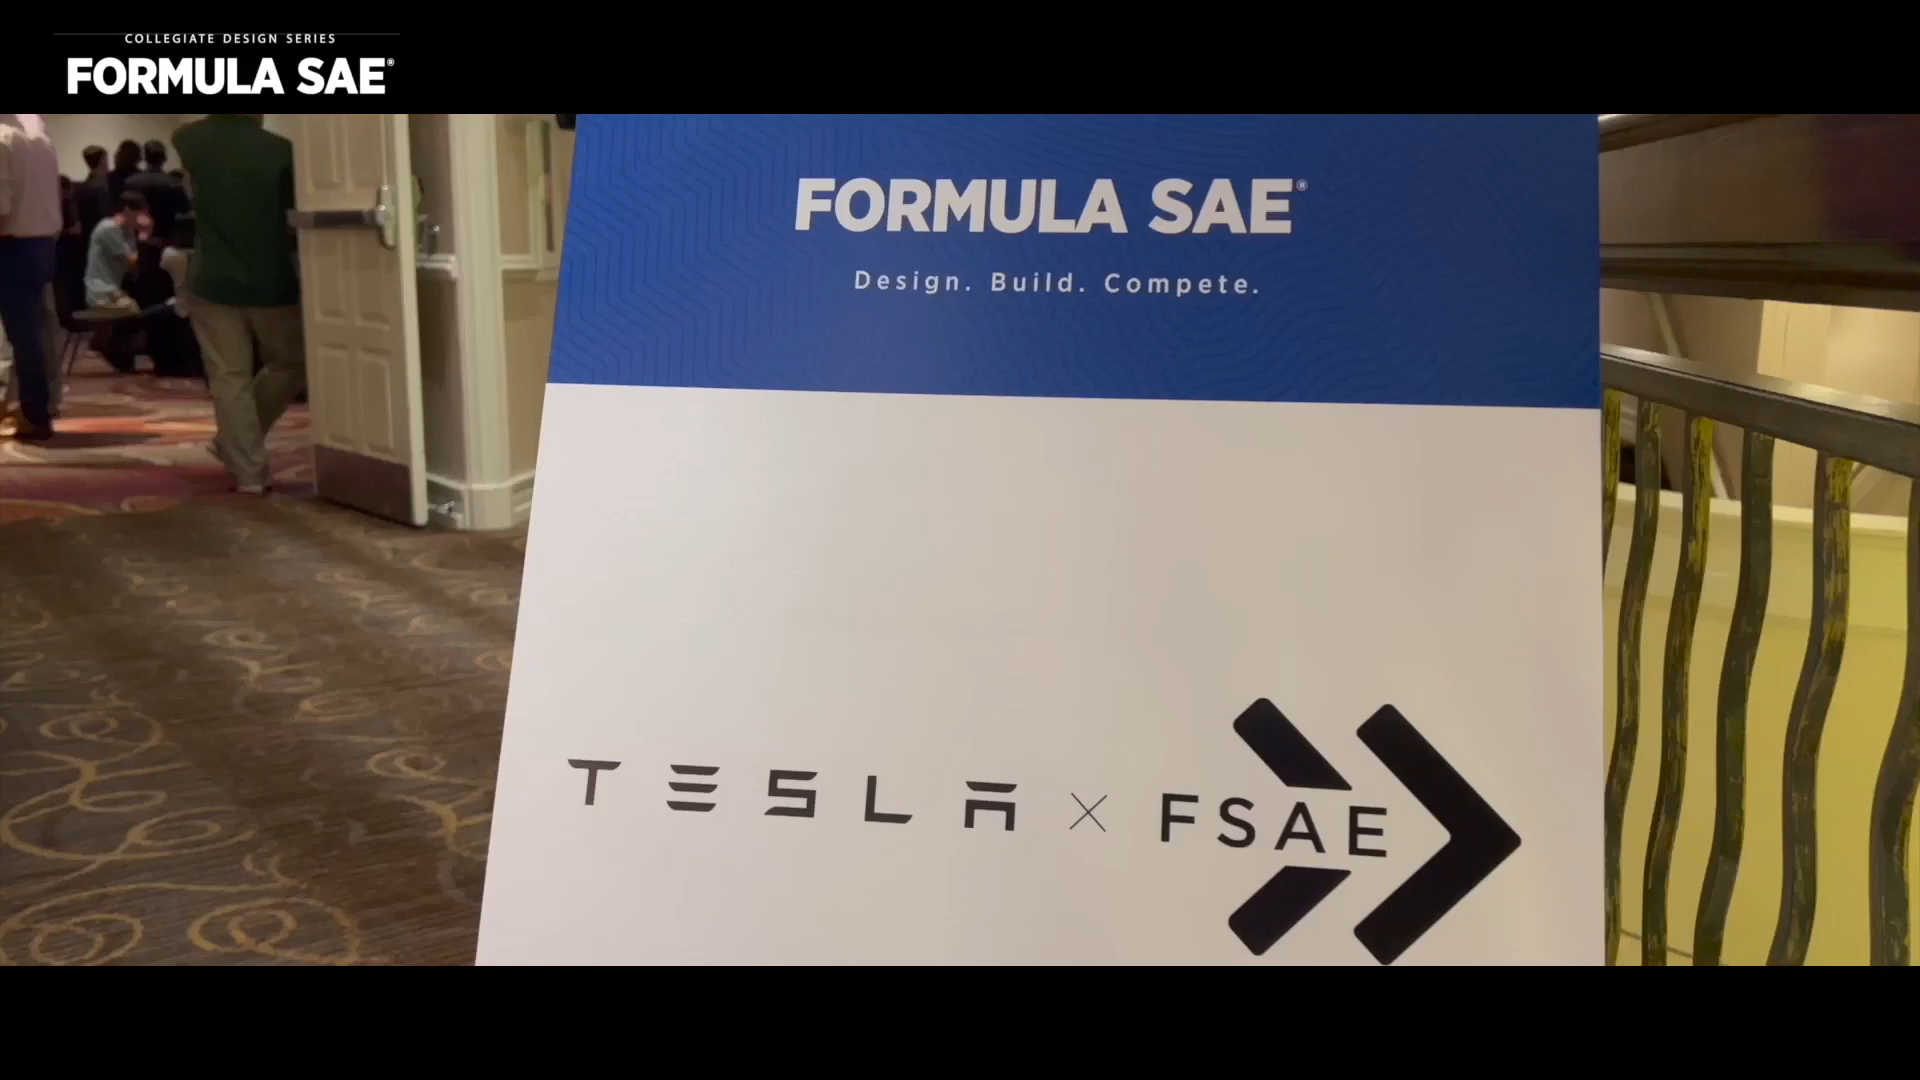 COLLEGIATE DESIGN SERIES
FORMULA SAE®
FORMULA SAE®
Design. Build. Compete.
TESLA × FSAE